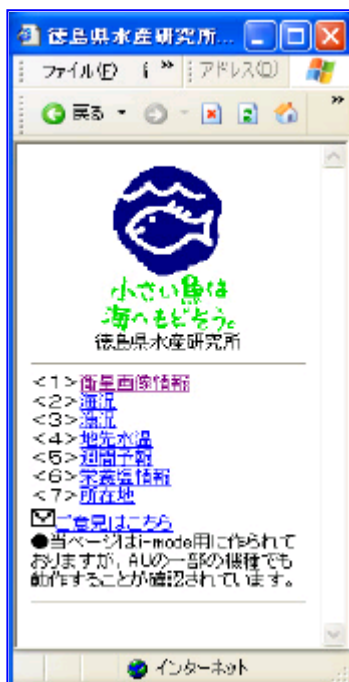 徳島県水産研究所...
ファイル(F) »
アドレス(D)
戻る »
小さい魚は
海へもどそう。
徳島県水産研究所
<1>衛星画像情報
<2>海況
<3>漁況
<4>地先水温
<5>週間予報
<6>栄養塩情報
<7>所在地
ご意見はこちら
●当ページはi-mode用に作られて
おりますが、AUの一部の機種でも
動作することが確認されています。
インターネット